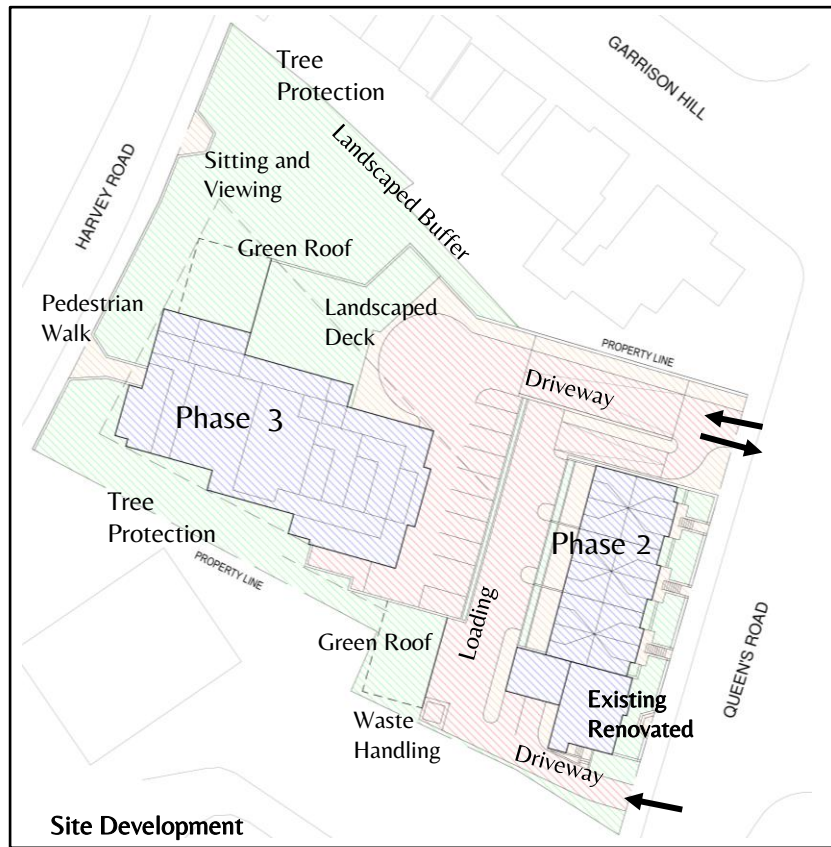 Tree
Protection
GARRISON HILL
HARVEY ROAD
Landscaped Buffer
Sitting and
Viewing
Green Roof
Pedestrian
Walk
Landscaped
Deck
PROPERTY LINE
Driveway
Phase 3
Tree
Protection
Phase 2
PROPERTY LINE
Loading
QUEEN'S ROAD
Green Roof
Existing
Renovated
Waste
Handling
Driveway
Site Development